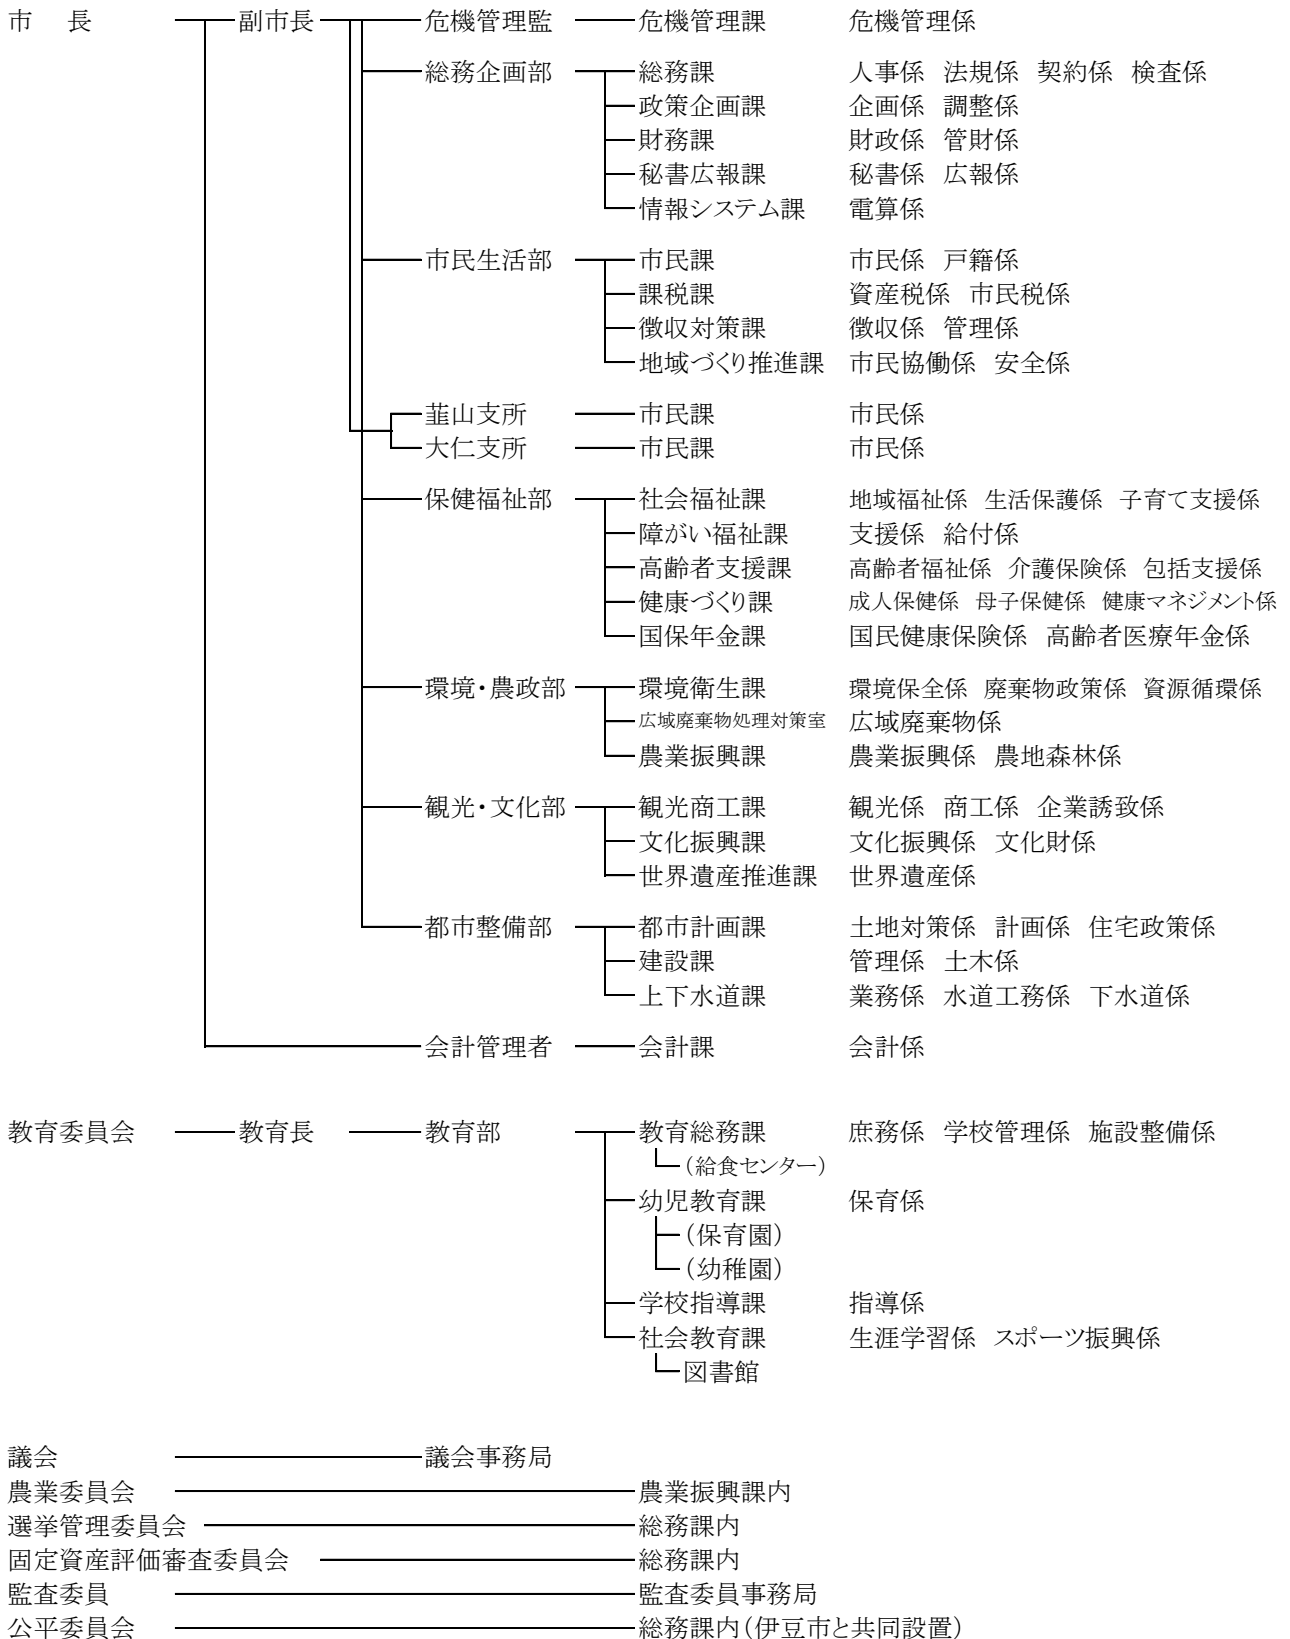 市　長　副市長　危機管理監　危機管理課　危機管理係
総務企画部　総務課　人事係　法規係　契約係　検査係
政策企画課　企画係　調整係
財務課　財政係　管財係
秘書広報課　秘書係　広報係
情報システム課　電算係
市民生活部　市民課　市民係　戸籍係
課税課　資産税係　市民税係
徴収対策課　徴収係　管理係
地域づくり推進課　市民協働係　安全係
韮山支所　市民課　市民係
大仁支所　市民課　市民係
保健福祉部　社会福祉課　地域福祉係　生活保護係　子育て支援係
障がい福祉課　支援係　給付係
高齢者支援課　高齢者福祉係　介護保険係　包括支援係
健康づくり課　成人保健係　母子保健係　健康マネジメント係
国保年金課　国民健康保険係　高齢者医療年金係
環境・農政部　環境衛生課　環境保全係　廃棄物政策係　資源循環係
広域廃棄物処理対策室　広域廃棄物係
農業振興課　農業振興係　農地森林係
観光・文化部　観光商工課　観光係　商工係　企業誘致係
文化振興課　文化振興係　文化財係
世界遺産推進課　世界遺産係
都市整備部　都市計画課　土地対策係　計画係　住宅政策係
建設課　管理係　土木係
上下水道課　業務係　水道工務係　下水道係
会計管理者　会計課　会計係
教育委員会　教育長　教育部　教育総務課　庶務係　学校管理係　施設整備係
（給食センター）
幼児教育課　保育係
（保育園）
（幼稚園）
学校指導課　指導係
社会教育課　生涯学習係　スポーツ振興係
図書館
議会　議会事務局
農業委員会　農業振興課内
選挙管理委員会　総務課内
固定資産評価審査委員会　総務課内
監査委員　監査委員事務局
公平委員会　総務課内（伊豆市と共同設置）